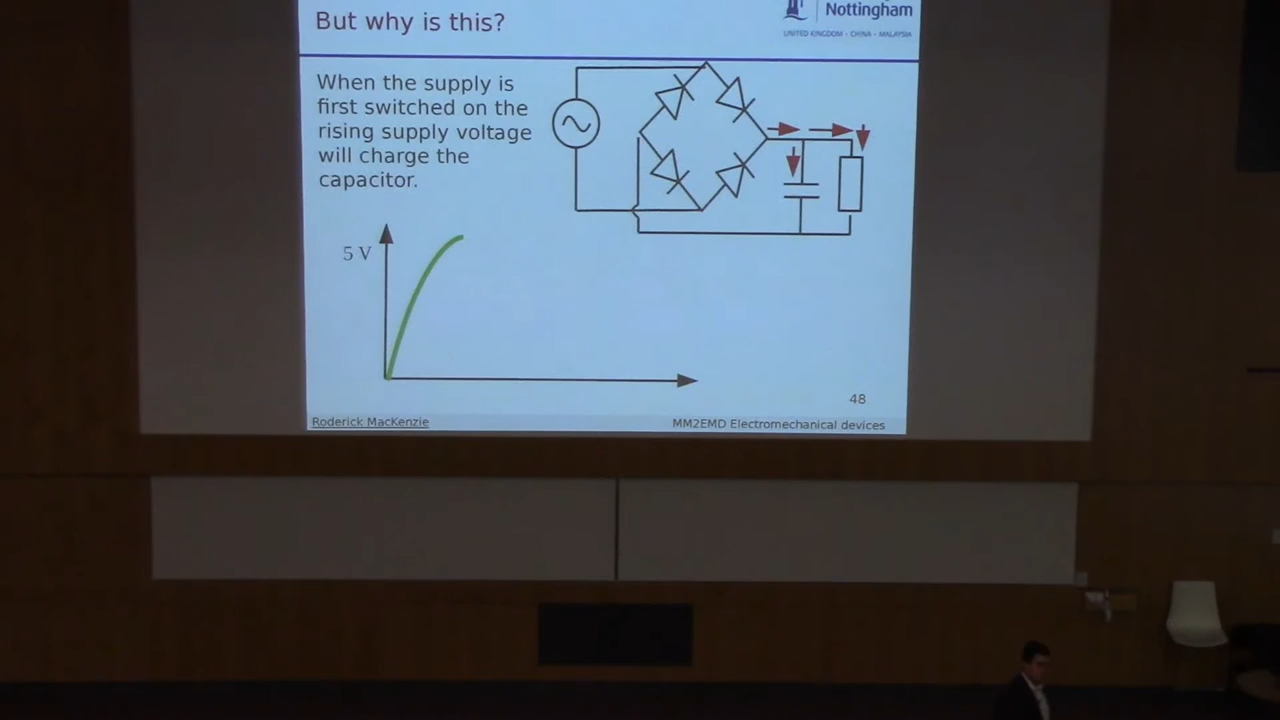 But why is this?
Nottingham
UNITED KINGDOM · CHINA · MALAYSIA
When the supply is
first switched on the
rising supply voltage
will charge the
capacitor.
5 V
48
Roderick MacKenzie
MM2EMD Electromechanical devices